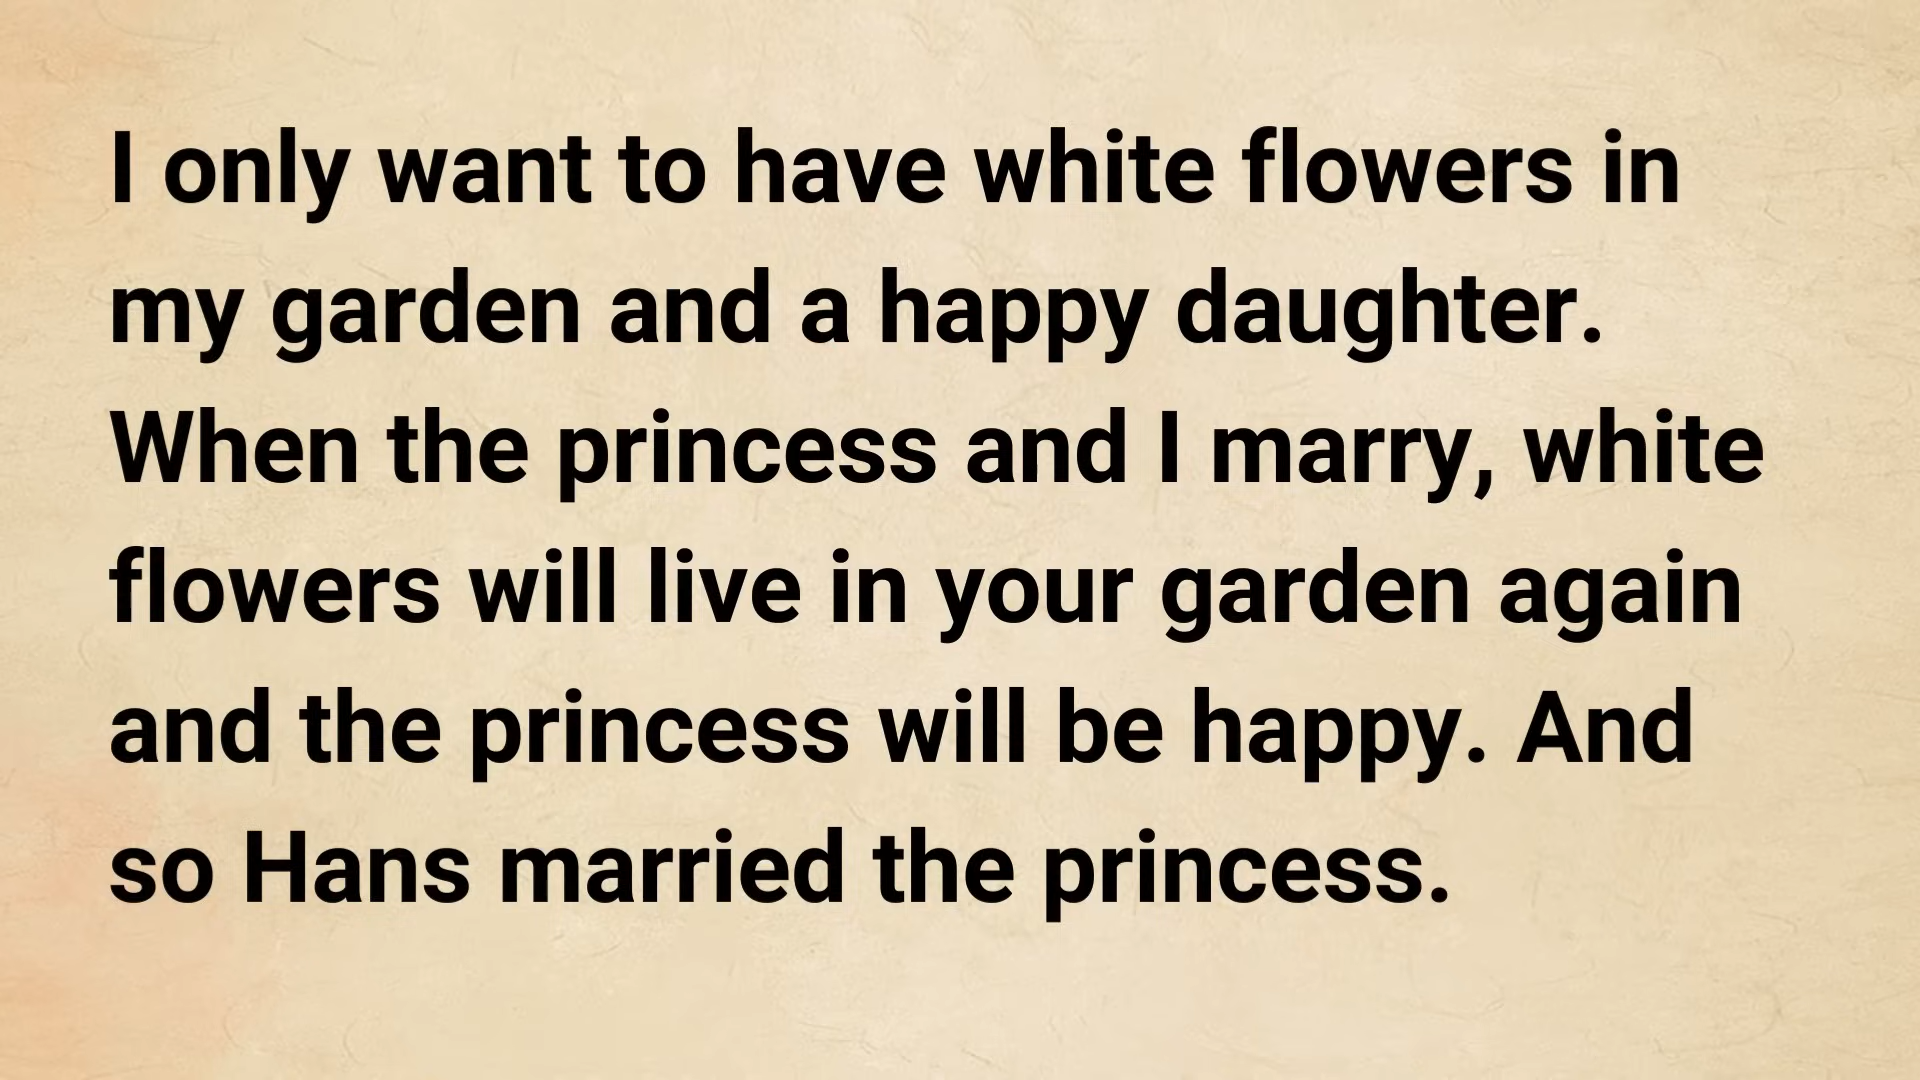 I only want to have white flowers in
my garden and a happy daughter.
When the princess and I marry, white
flowers will live in your garden again
and the princess will be happy. And
so Hans married the princess.